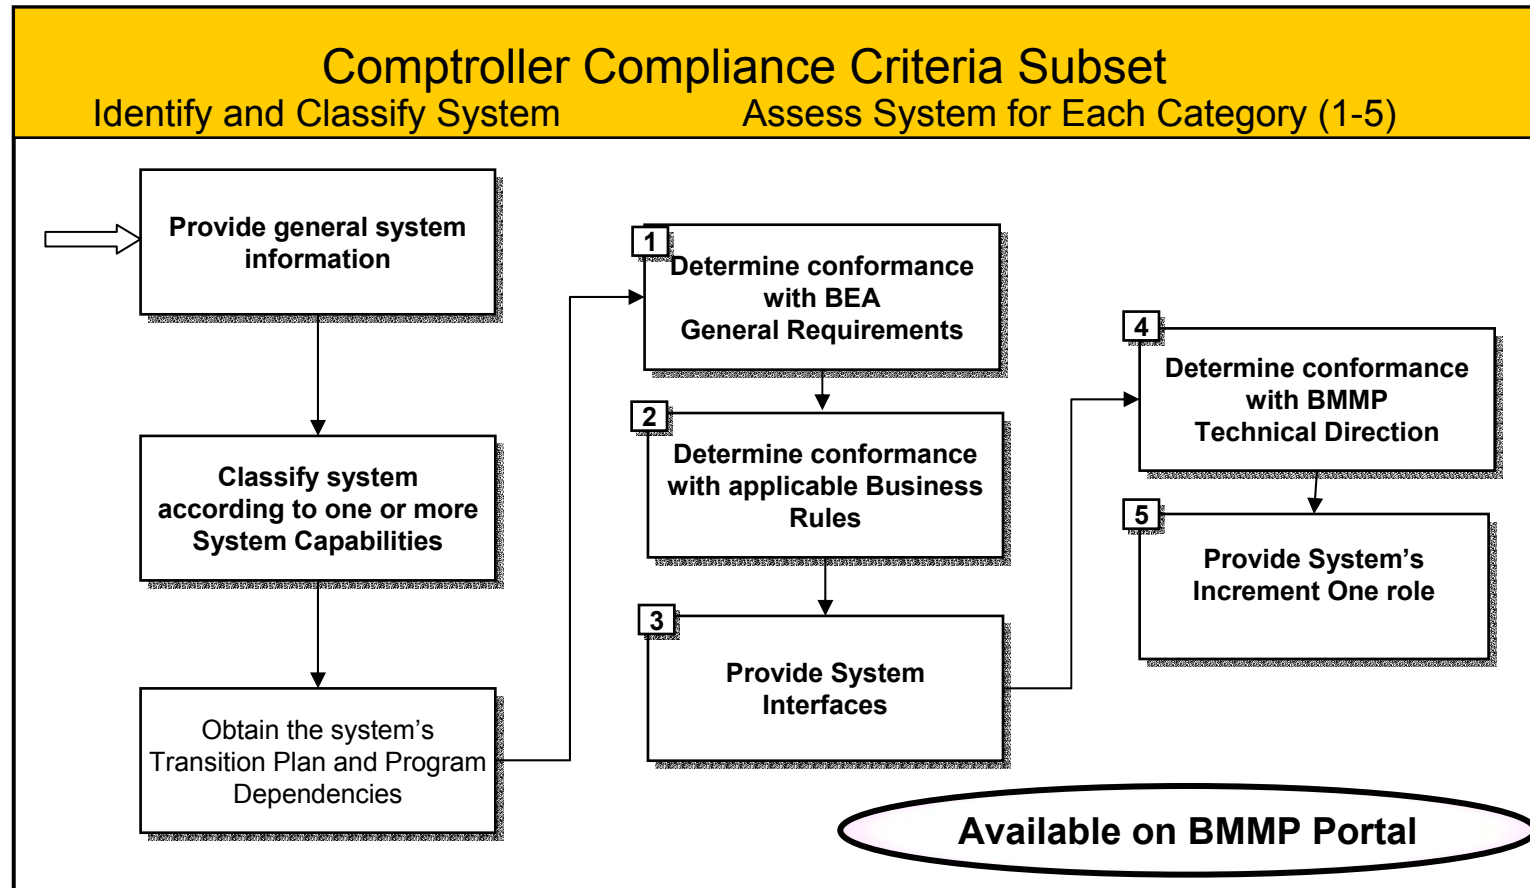 Comptroller Compliance Criteria Subset
Identify and Classify System
Assess System for Each Category (1-5)
Provide general system
information
Classify system
according to one or more
System Capabilities
Obtain the system’s
Transition Plan and Program
Dependencies
1
Determine conformance
with BEA
General Requirements
2
Determine conformance
with applicable Business
Rules
3
Provide System
Interfaces
4
Determine conformance
with BMMP
Technical Direction
5
Provide System’s
Increment One role
Available on BMMP Portal